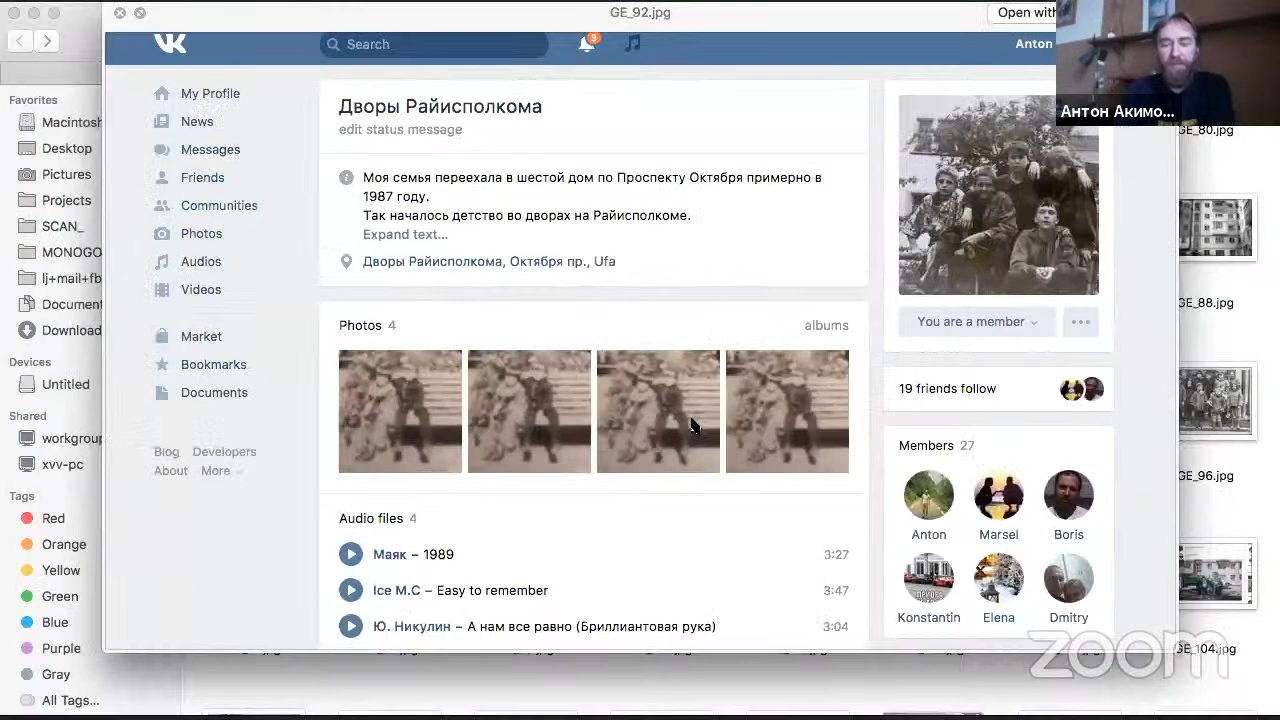 GE_92.jpg
Open with
Search
3
Anton
Антон Акимо...
Favorites
Macintosh
Desktop
Pictures
Projects
SCAN_
MONOGO
lj+mail+fb
Document
Download
Devices
Untitled
Shared
workgroup
xvv-pc
Tags
Red
Orange
Yellow
Green
Blue
Purple
Gray
All Tags...
My Profile
News
Messages
Friends
Communities
Photos
Audios
Videos
Market
Bookmarks
Documents
Blog Developers
About More
Дворы Райисполкома
edit status message
Моя семья переехала в шестой дом по Проспекту Октября примерно в
1987 году.
Так началось детство во дворах на Райисполкоме.
Expand text...
Дворы Райисполкома, Октября пр., Ufa
Photos 4 albums
Audio files 4
Маяк – 1989 3:27
Ice M.C – Easy to remember 3:47
Ю. Никулин – А нам все равно (Бриллиантовая рука) 3:04
You are a member
19 friends follow
Members 27
Anton Marsel Boris
Konstantin Elena Dmitry
GE_80.jpg
GE_88.jpg
GE_96.jpg
GE_104.jpg
zoom